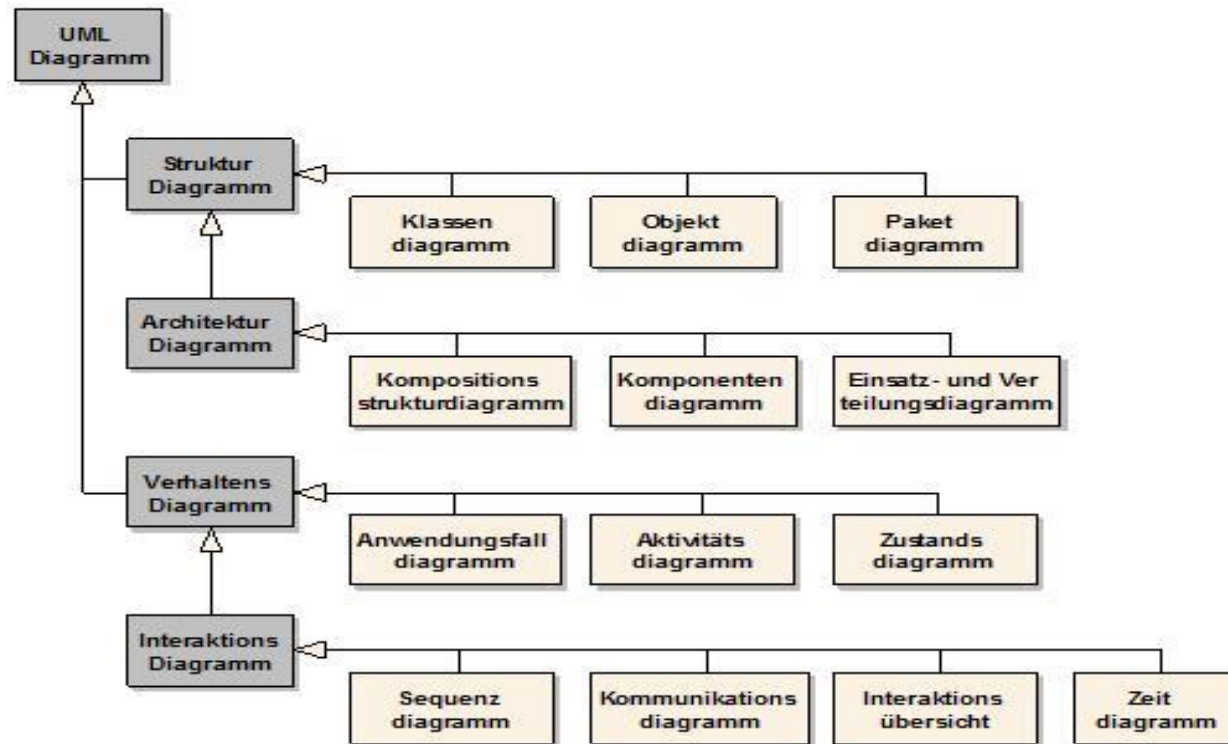 UML
Diagramm
Struktur
Diagramm
Klassen
diagramm
Objekt
diagramm
Paket
diagramm
Architektur
Diagramm
Kompositions
strukturdiagramm
Komponenten
diagramm
Einsatz- und Ver
teilungsdiagramm
Verhaltens
Diagramm
Anwendungsfall
diagramm
Aktivitäts
diagramm
Zustands
diagramm
Interaktions
Diagramm
Sequenz
diagramm
Kommunikations
diagramm
Interaktions
übersicht
Zeit
diagramm